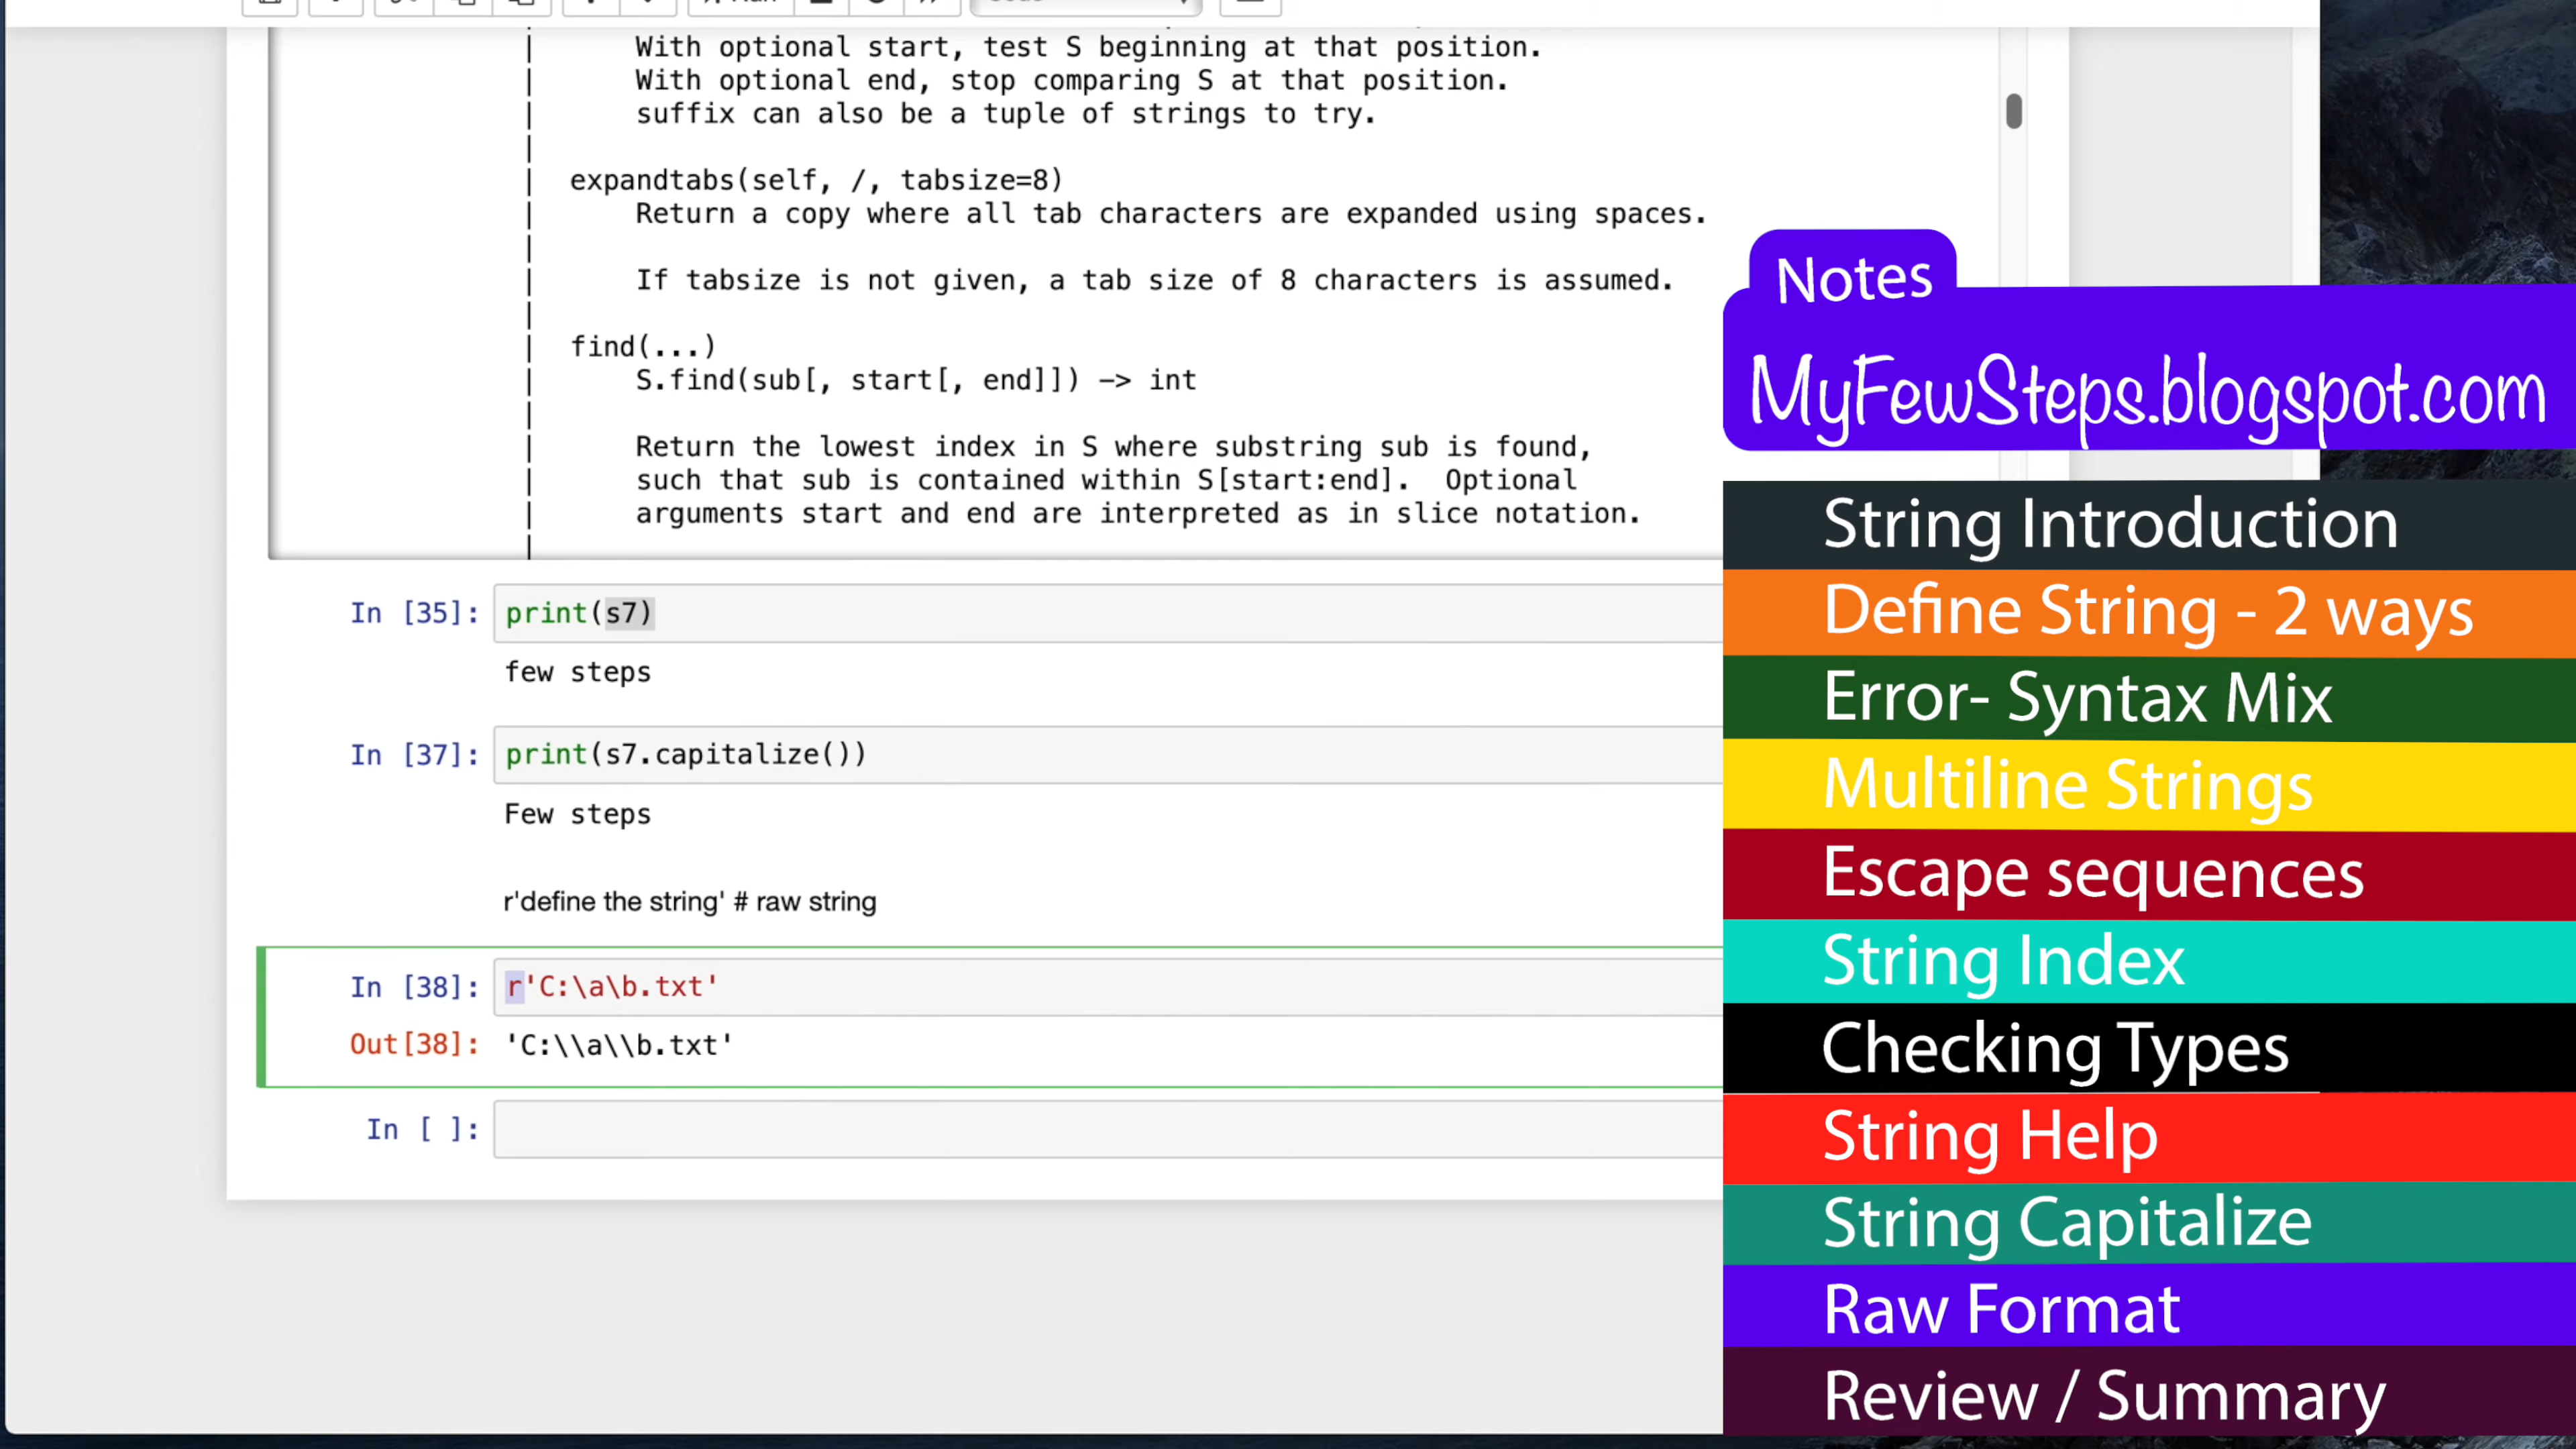 With optional start, test S beginning at that position.
With optional end, stop comparing S at that position.
suffix can also be a tuple of strings to try.
expandtabs(self, /, tabsize=8)
Return a copy where all tab characters are expanded using spaces.
If tabsize is not given, a tab size of 8 characters is assumed.
find(...)
S.find(sub[, start[, end]]) -> int
Return the lowest index in S where substring sub is found,
such that sub is contained within S[start:end].  Optional
arguments start and end are interpreted as in slice notation.
In [35]: print(s7)
few steps
In [37]: print(s7.capitalize())
Few steps
r'define the string' # raw string
In [38]: r'C:\a\b.txt'
Out[38]: 'C:\\a\\b.txt'
In [ ]:
Notes
MyFewSteps.blogspot.com
String Introduction
Define String - 2 ways
Error- Syntax Mix
Multiline Strings
Escape sequences
String Index
Checking Types
String Help
String Capitalize
Raw Format
Review / Summary